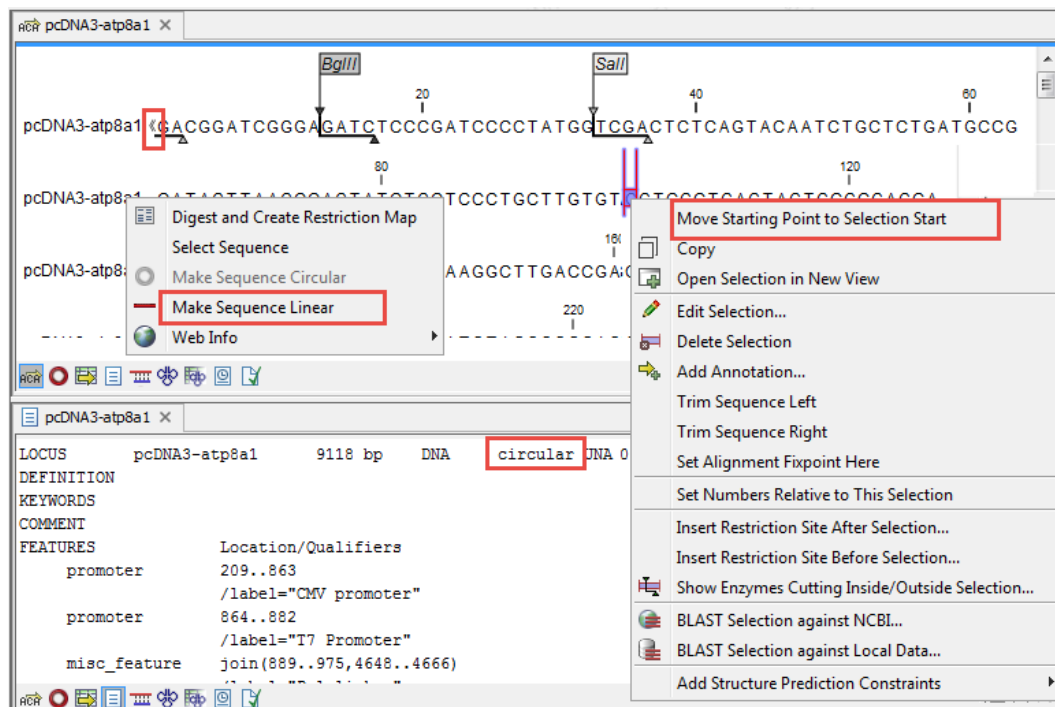 pcDNA3-atp8a1
BglII
SalI
20
40
60
pcDNA3-atp8a1 «GACGGATCGGGAGATCTCCCGATCCCCTATGGTCGACTCTCAGTACAATCTGCTCTGATGCCG
80
120
pcDNA3-atp8a1
TCCCTGCTTGTGT
Digest and Create Restriction Map
Select Sequence
Make Sequence Circular
Make Sequence Linear
Web Info
160
pcDNA3-atp8
AAGGCTTGACCGA
220
Move Starting Point to Selection Start
Copy
Open Selection in New View
Edit Selection...
Delete Selection
Add Annotation...
Trim Sequence Left
Trim Sequence Right
Set Alignment Fixpoint Here
Set Numbers Relative to This Selection
Insert Restriction Site After Selection...
Insert Restriction Site Before Selection...
Show Enzymes Cutting Inside/Outside Selection...
BLAST Selection against NCBI...
BLAST Selection against Local Data...
Add Structure Prediction Constraints
pcDNA3-atp8a1
LOCUS pcDNA3-atp8a1 9118 bp DNA circular UNA 0
DEFINITION
KEYWORDS
COMMENT
FEATURES Location/Qualifiers
promoter 209..863
/label="CMV promoter"
promoter 864..882
/label="T7 Promoter"
misc_feature join(889..975,4648..4666)